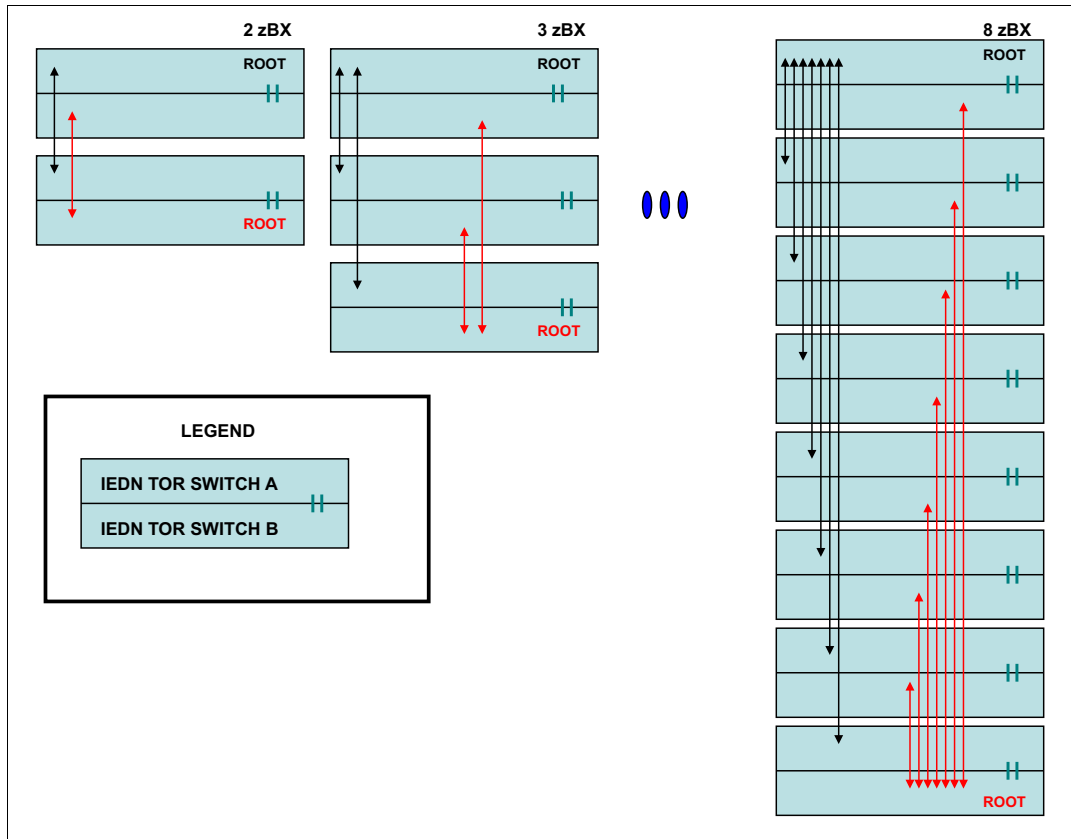 2 zBX
ROOT
ROOT
3 zBX
ROOT
ROOT
8 zBX
ROOT
ROOT
LEGEND
IEDN TOR SWITCH A
IEDN TOR SWITCH B